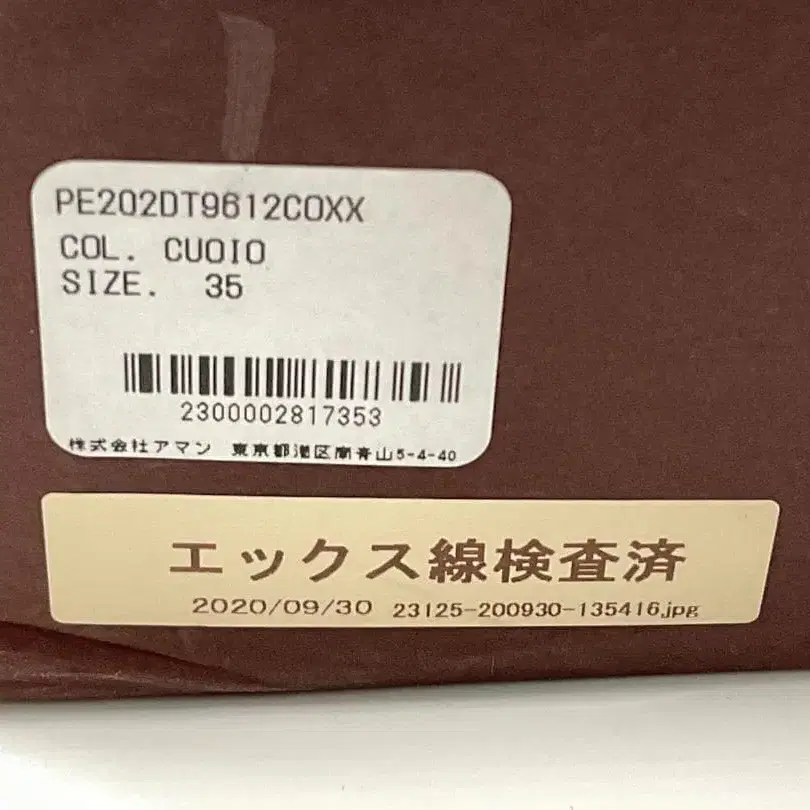 PE202DT9612COXX
COL. CUOIO
SIZE. 35
2300002817353
株式会社アマン 東京都港区南青山5-4-40
エックス線検査済
2020/09/30 23125-200930-135416.jpg